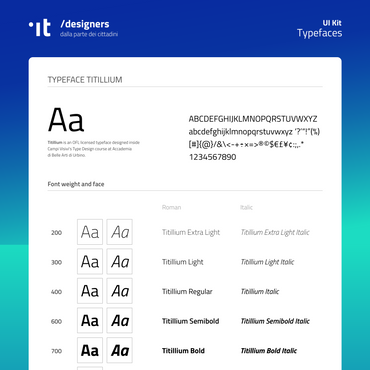 it
/designers
dalla parte dei cittadini
UI Kit
Typefaces
TYPEFACE TITILLIUM
Aa
Titillium is an OFL licensed typeface designed inside
Campi Visivi's Type Design course at Accademia
di Belle Arti di Urbino.
ABCDEFGHIJKLMNOPQRSTUVWXYZ
abcdefghijklmnopqrstuvwxyz '?'"!"(%)
[#]{@}/&\<-+÷×=>®©$€£¥¢:;,.*
1234567890
Font weight and face
Roman Italic
200 Aa Aa Titillium Extra Light Titillium Extra Light Italic
300 Aa Aa Titillium Light Titillium Light Italic
400 Aa Aa Titillium Regular Titillium Italic
600 Aa Aa Titillium Semibold Titillium Semibold Italic
700 Aa Aa Titillium Bold Titillium Bold Italic